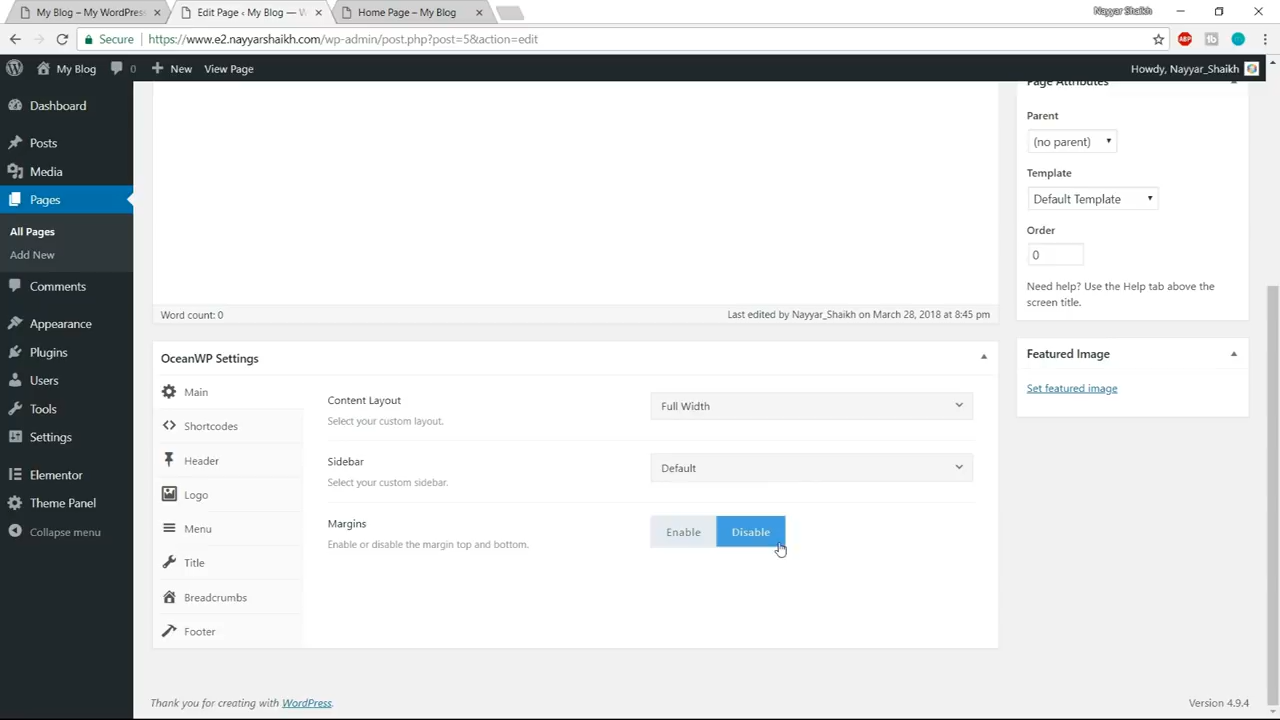 My Blog – My WordPress
Edit Page ‹ My Blog — W
Home Page – My Blog
Nayyar Shaikh
Secure
https://www.e2.nayyarshaikh.com/wp-admin/post.php?post=5&action=edit
ABP
tb
My Blog
0
New
View Page
Howdy, Nayyar_Shaikh
Dashboard
Posts
Media
Pages
All Pages
Add New
Comments
Appearance
Plugins
Users
Tools
Settings
Elementor
Theme Panel
Collapse menu
Word count: 0
Last edited by Nayyar_Shaikh on March 28, 2018 at 8:45 pm
OceanWP Settings
Main
Shortcodes
Header
Logo
Menu
Title
Breadcrumbs
Footer
Content Layout
Select your custom layout.
Full Width
Sidebar
Select your custom sidebar.
Default
Margins
Enable or disable the margin top and bottom.
Enable
Disable
Page Attributes
Parent
(no parent)
Template
Default Template
Order
0
Need help? Use the Help tab above the
screen title.
Featured Image
Set featured image
Thank you for creating with WordPress.
Version 4.9.4